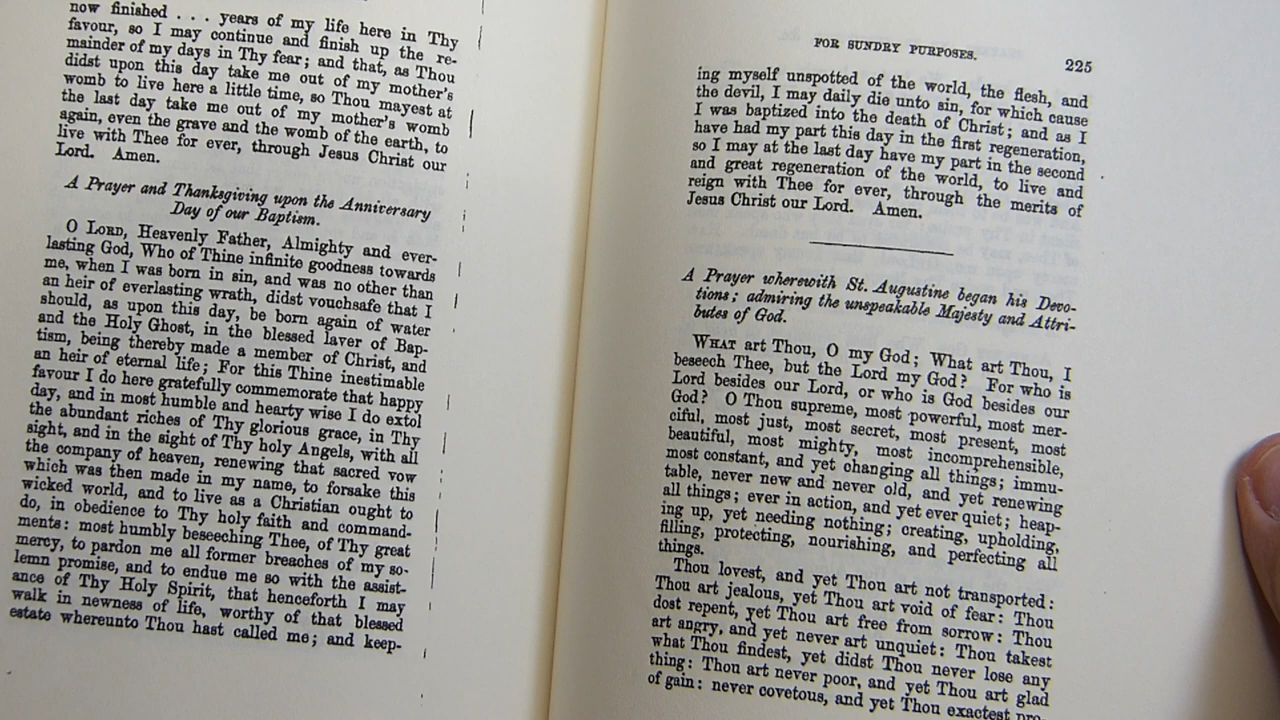 now finished . . . years of my life here in Thy
favour, so I may continue and finish up the re-
mainder of my days in Thy fear; and that, as Thou
didst upon this day take me out of my mother's
womb to live here a little time, so Thou mayest at
the last day take me out of my mother's womb
again, even the grave and the womb of the earth, to
live with Thee for ever, through Jesus Christ our
Lord. Amen.
A Prayer and Thanksgiving upon the Anniversary
Day of our Baptism.
O LORD, Heavenly Father, Almighty and ever-
lasting God, Who of Thine infinite goodness towards
me, when I was born in sin, and was no other than
an heir of everlasting wrath, didst vouchsafe that I
should, as upon this day, be born again of water
and the Holy Ghost, in the blessed laver of Bap-
tism, being thereby made a member of Christ, and
an heir of eternal life; For this Thine inestimable
favour I do here gratefully commemorate that happy
day, and in most humble and hearty wise I do extol
the abundant riches of Thy glorious grace, in Thy
sight, and in the sight of Thy holy Angels, with all
the company of heaven, renewing that sacred vow
which was then made in my name, to forsake this
wicked world, and to live as a Christian ought to
do, in obedience to Thy holy faith and command-
ments: most humbly beseeching Thee, of Thy great
mercy, to pardon me all former breaches of my so-
lemn promise, and to endue me so with the assist-
ance of Thy Holy Spirit, that henceforth I may
walk in newness of life, worthy of that blessed
estate whereunto Thou hast called me; and keep-
FOR SUNDRY PURPOSES. 225
ing myself unspotted of the world, the flesh, and
the devil, I may daily die unto sin, for which cause
I was baptized into the death of Christ; and as I
have had my part this day in the first regeneration,
so I may at the last day have my part in the second
and great regeneration of the world, to live and
reign with Thee for ever, through the merits of
Jesus Christ our Lord. Amen.
A Prayer wherewith St. Augustine began his Devo-
tions; admiring the unspeakable Majesty and Attri-
butes of God.
WHAT art Thou, O my God; What art Thou, I
beseech Thee, but the Lord my God? For who is
Lord besides our Lord, or who is God besides our
God? O Thou supreme, most powerful, most mer-
ciful, most just, most secret, most present, most
beautiful, most mighty, most incomprehensible,
most constant, and yet changing all things; immu-
table, never new and never old, and yet renewing
all things; ever in action, and yet ever quiet; heap-
ing up, yet needing nothing; creating, upholding,
filling, protecting, nourishing, and perfecting all
things.
Thou lovest, and yet Thou art not transported:
Thou art jealous, yet Thou art void of fear: Thou
dost repent, yet Thou art free from sorrow: Thou
art angry, and yet never art unquiet: Thou takest
what Thou findest, yet didst Thou never lose any
thing: Thou art never poor, and yet Thou art glad
of gain: never covetous, and yet Thou exactest pro-